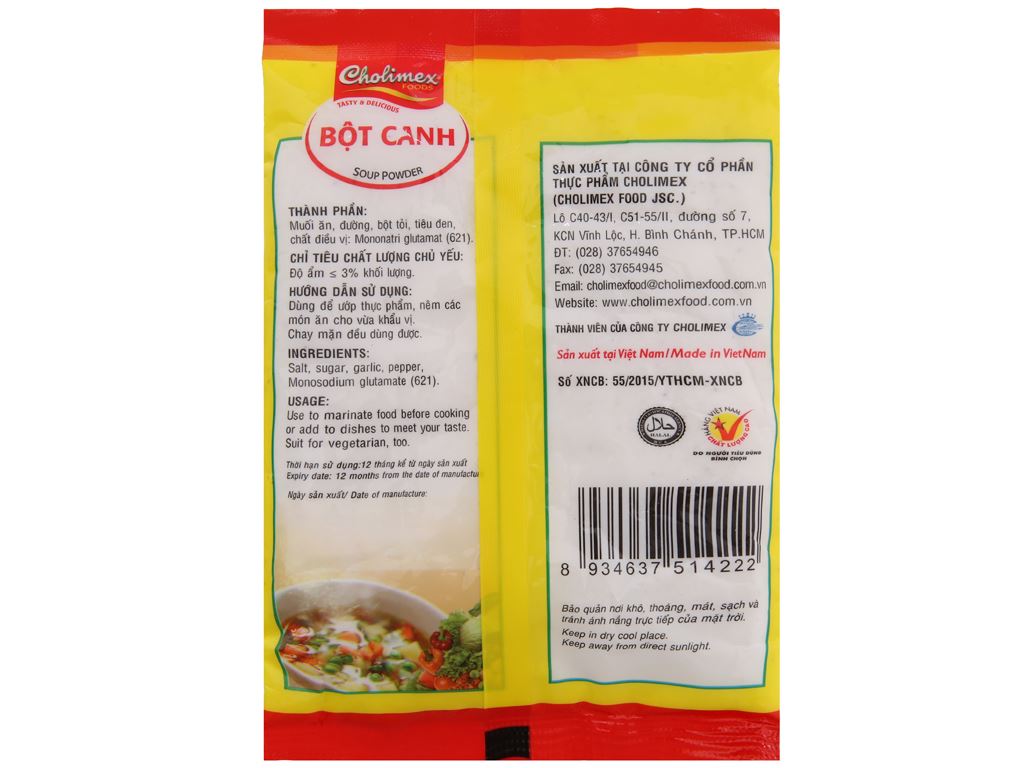 Cholimex
FOODS
TASTY & DELICIOUS
BỘT CANH
SOUP POWDER
THÀNH PHẦN:
Muối ăn, đường, bột tỏi, tiêu đen,
chất điều vị: Mononatri glutamat (621).
CHỈ TIÊU CHẤT LƯỢNG CHỦ YẾU:
Độ ẩm ≤ 3% khối lượng.
HƯỚNG DẪN SỬ DỤNG:
Dùng để ướp thực phẩm, nêm các
món ăn cho vừa khẩu vị.
Chay mặn đều dùng được.
INGREDIENTS:
Salt, sugar, garlic, pepper,
Monosodium glutamate (621).
USAGE:
Use to marinate food before cooking
or add to dishes to meet your taste.
Suit for vegetarian, too.
Thời hạn sử dụng:12 tháng kể từ ngày sản xuất
Expiry date: 12 months from the date of manufactu
Ngày sản xuất/ Date of manufacture:
SẢN XUẤT TẠI CÔNG TY CỔ PHẦN
THỰC PHẨM CHOLIMEX
(CHOLIMEX FOOD JSC.)
Lô C40-43/I, C51-55/II, đường số 7,
KCN Vĩnh Lộc, H. Bình Chánh, TP.HCM
ĐT: (028) 37654946
Fax: (028) 37654945
Email: cholimexfood@cholimexfood.com.vn
Website: www.cholimexfood.com.vn
THÀNH VIÊN CỦA CÔNG TY CHOLIMEX
Sản xuất tại Việt Nam/Made in VietNam
Số XNCB: 55/2015/YTHCM-XNCB
حلال
HALAL
HÀNG VIỆT NAM
CHẤT LƯỢNG CAO
DO NGƯỜI TIÊU DÙNG
BÌNH CHỌN
8 934637 514222
Bảo quản nơi khô, thoáng, mát, sạch và
tránh ánh nắng trực tiếp của mặt trời.
Keep in dry cool place.
Keep away from direct sunlight.